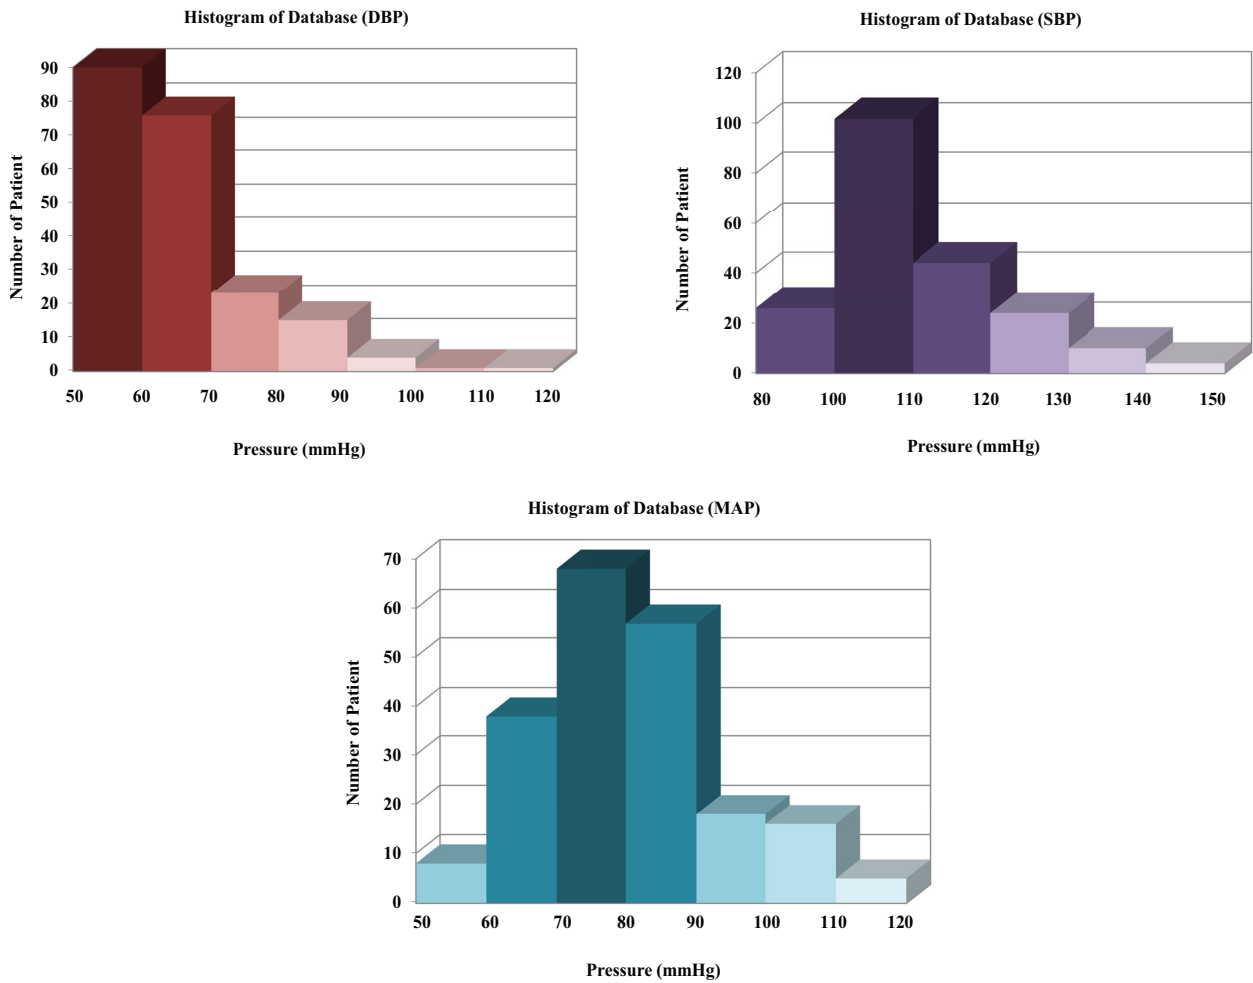 Histogram of Database (DBP)
Number of Patient
90
80
70
60
50
40
30
20
10
0
50 60 70 80 90 100 110 120
Pressure (mmHg)
Histogram of Database (SBP)
Number of Patient
120
100
80
60
40
20
0
80 100 110 120 130 140 150
Pressure (mmHg)
Histogram of Database (MAP)
Number of Patient
70
60
50
40
30
20
10
0
50 60 70 80 90 100 110 120
Pressure (mmHg)